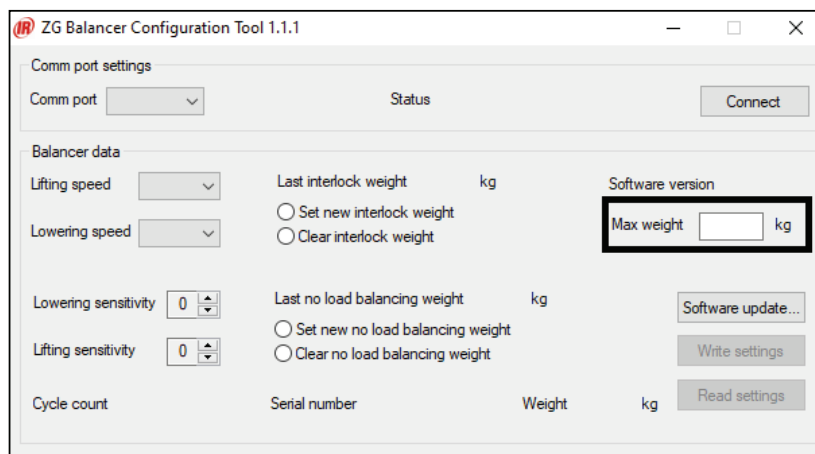 IR ZG Balancer Configuration Tool 1.1.1
Comm port settings
Comm port Status Connect
Balancer data
Lifting speed Last interlock weight kg Software version
Set new interlock weight
Max weight kg
Lowering speed Clear interlock weight
Lowering sensitivity 0 Last no load balancing weight kg Software update...
Set new no load balancing weight
Lifting sensitivity 0 Clear no load balancing weight Write settings
Read settings
Cycle count Serial number Weight kg